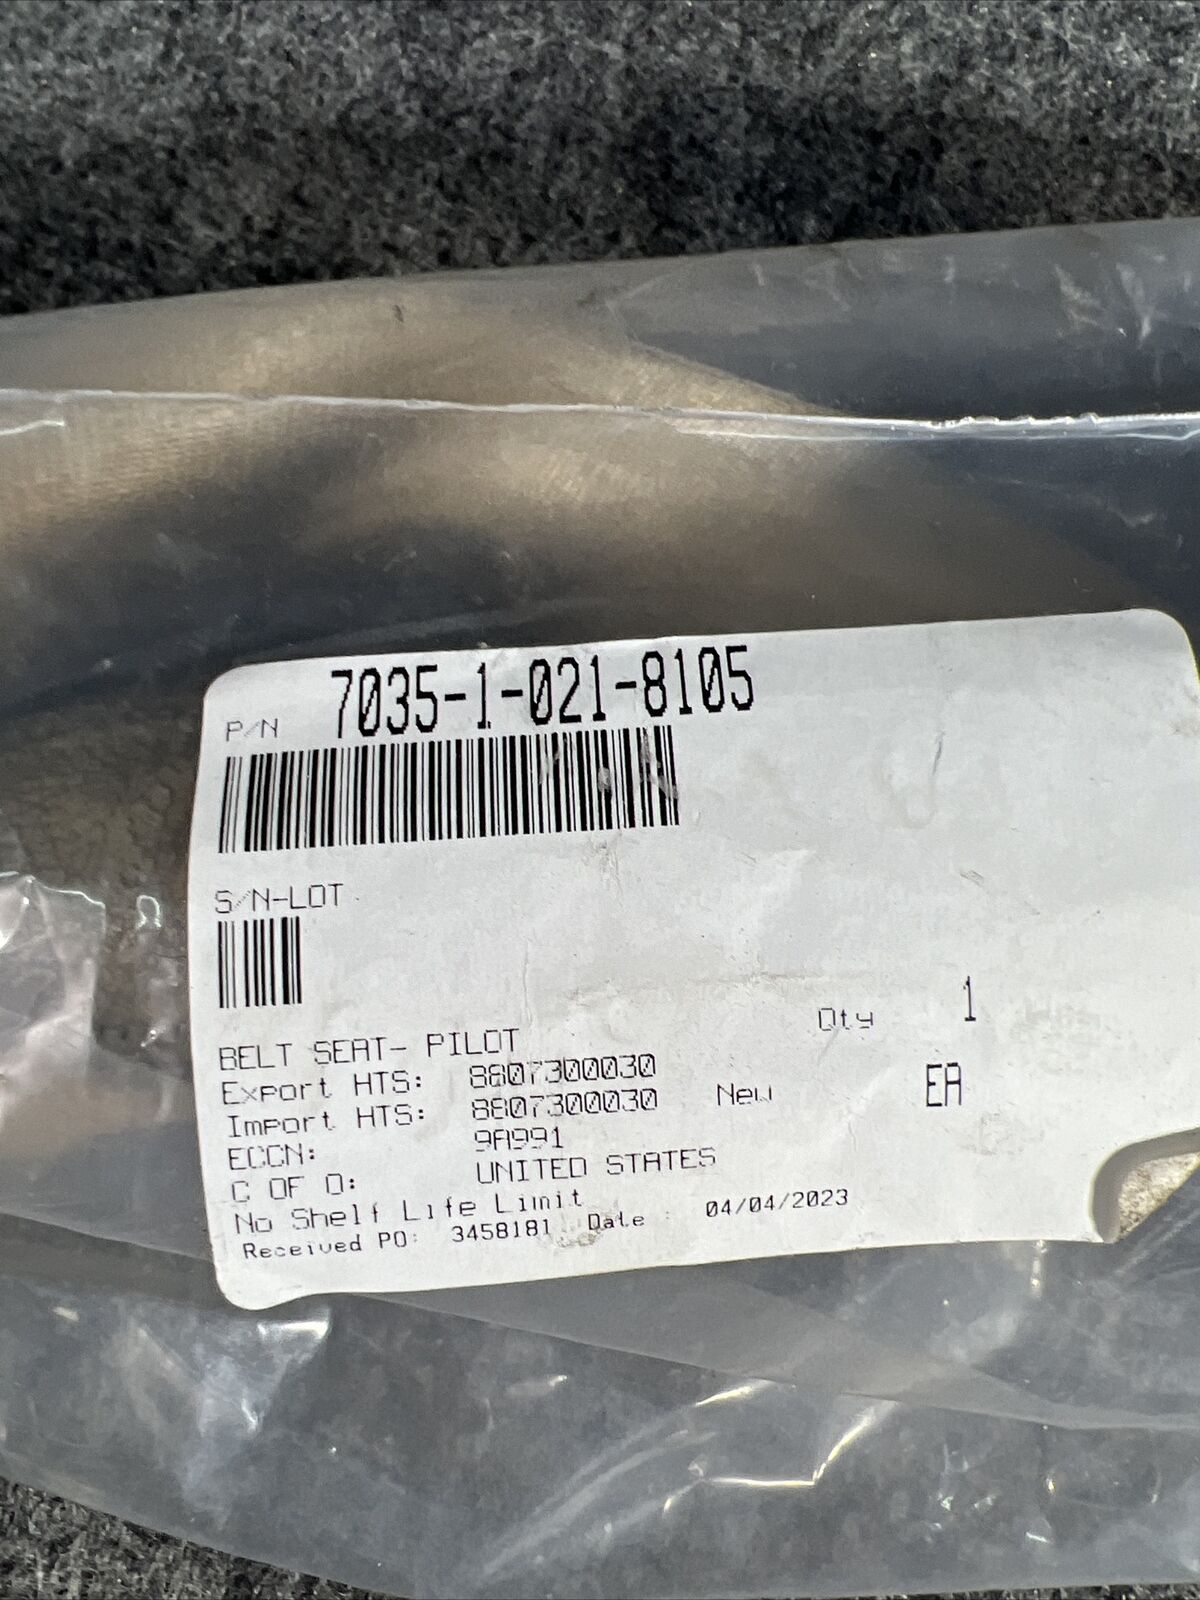 P/N 7035-1-021-8105
S/N-LOT
BELT SEAT- PILOT Qty 1
Export HTS: 8807300030
Import HTS: 8807300030 New EA
ECCN: 9A991
C OF O: UNITED STATES
No Shelf Life Limit
Received PO: 3458181 Date : 04/04/2023